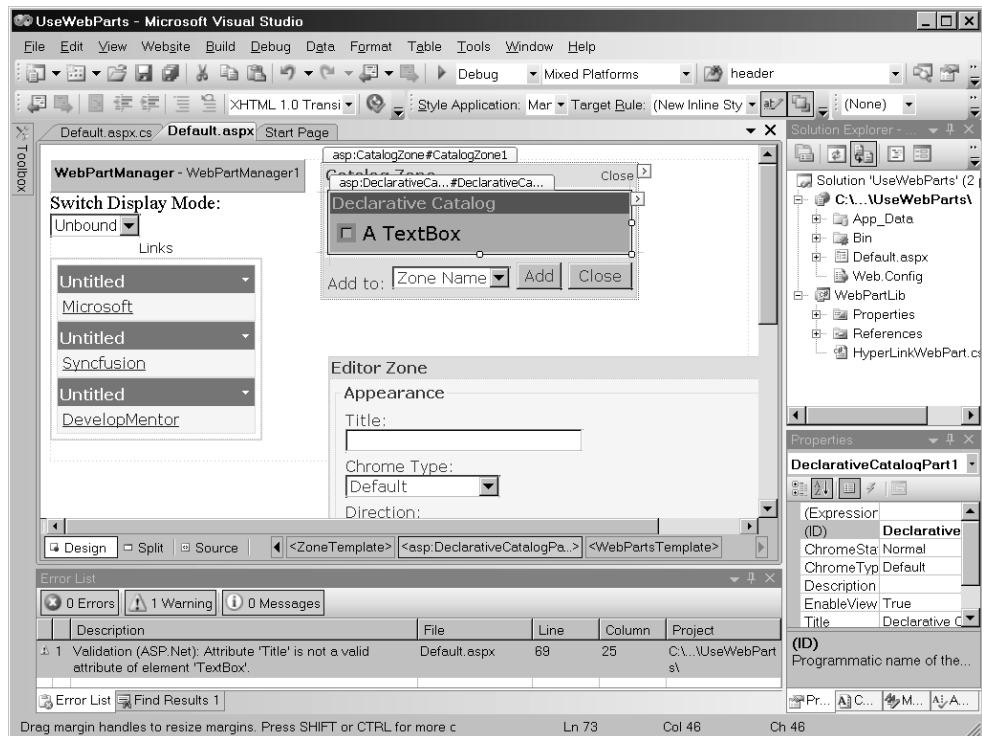 UseWebParts - Microsoft Visual Studio
File Edit View Website Build Debug Data Format Table Tools Window Help
Debug Mixed Platforms header
XHTML 1.0 Transi Style Application: Mar Target Rule: (New Inline Sty (None)
Toolbox
Default.aspx.cs Default.aspx Start Page
WebPartManager - WebPartManager1
Switch Display Mode:
Unbound
Links
Untitled
Microsoft
Untitled
Syncfusion
Untitled
DevelopMentor
asp:CatalogZone#CatalogZone1
Catalog Zone Close
asp:DeclarativeCa...#DeclarativeCa...
Declarative Catalog
A TextBox
Add to: Zone Name Add Close
Editor Zone
Appearance
Title:
Chrome Type:
Default
Direction:
Design Split Source <ZoneTemplate> <asp:DeclarativeCatalogPa...> <WebPartsTemplate>
Solution Explorer - ...
Solution 'UseWebParts' (2 p
C:\...\UseWebParts\
App_Data
Bin
Default.aspx
Web.Config
WebPartLib
Properties
References
HyperLinkWebPart.cs
Properties
DeclarativeCatalogPart1
(Expression
(ID) Declarative
ChromeSta Normal
ChromeTyp Default
Description
EnableView True
Title Declarative C
(ID)
Programmatic name of the...
Pr... C... M... A...
Error List
0 Errors 1 Warning 0 Messages
Description File Line Column Project
1 Validation (ASP.Net): Attribute 'Title' is not a valid attribute of element 'TextBox'. Default.aspx 69 25 C:\...\UseWebParts\
Error List Find Results 1
Drag margin handles to resize margins. Press SHIFT or CTRL for more c Ln 73 Col 46 Ch 46